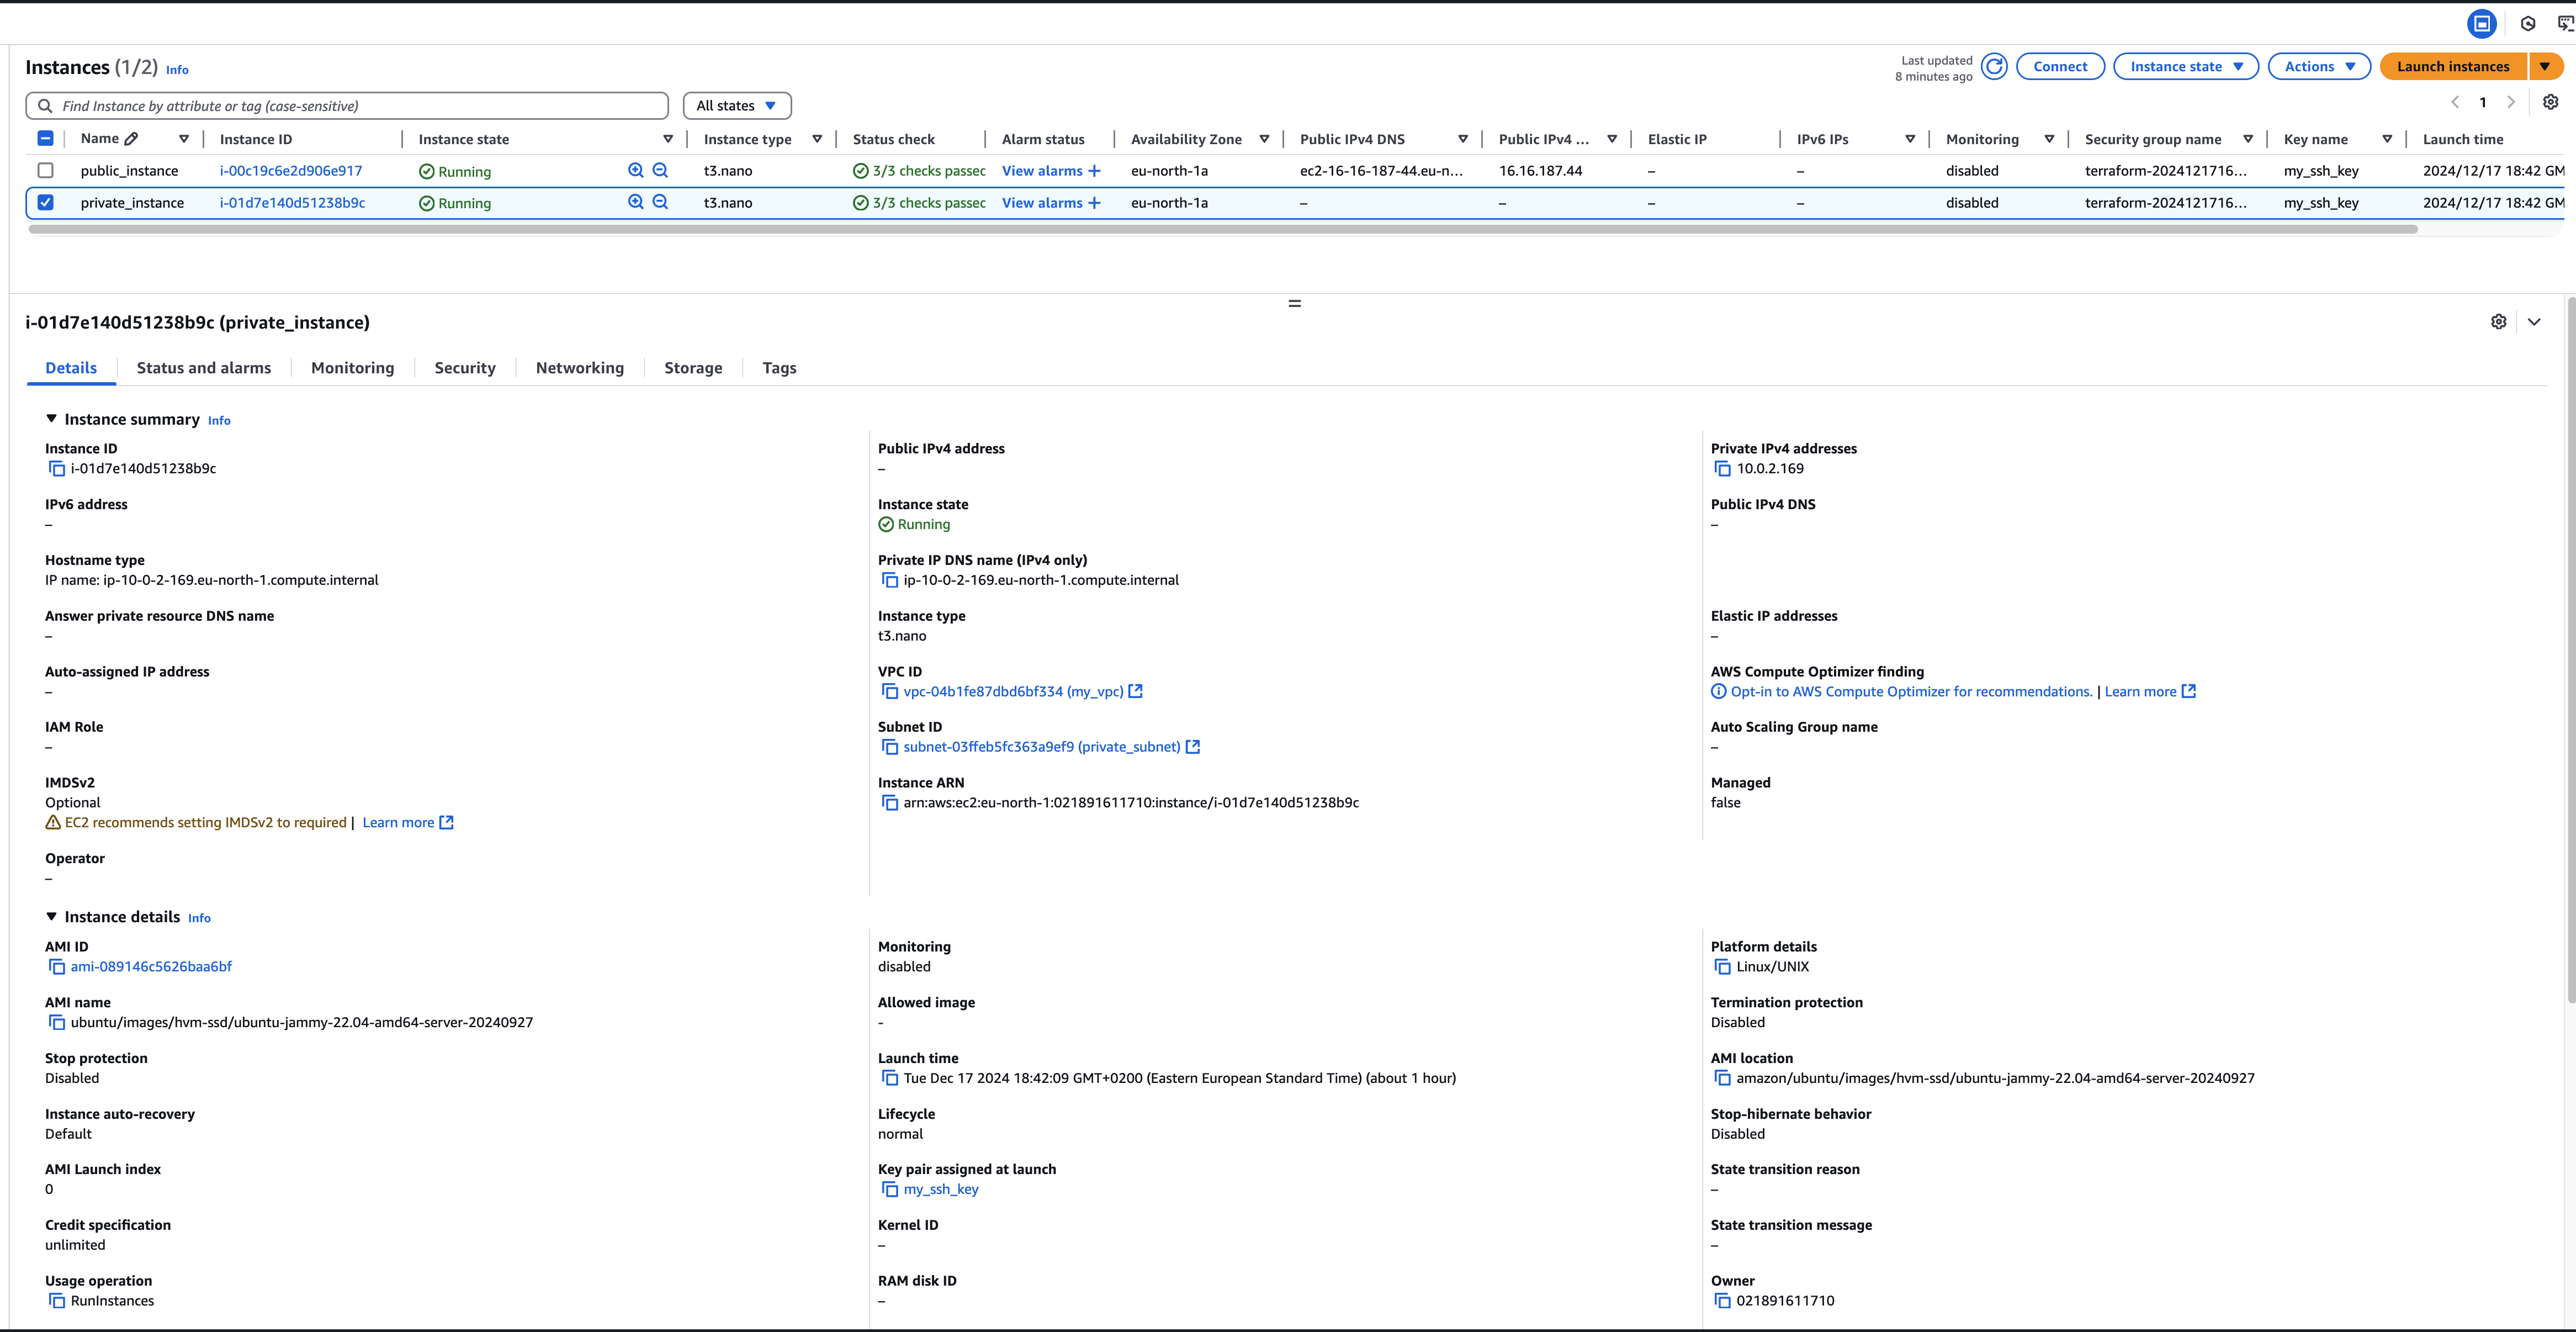 Instances (1/2) Info
Last updated
8 minutes ago
Connect
Instance state
Actions
Launch instances
Find Instance by attribute or tag (case-sensitive)
All states
1
Name Instance ID Instance state Instance type Status check Alarm status Availability Zone Public IPv4 DNS Public IPv4 ... Elastic IP IPv6 IPs Monitoring Security group name Key name Launch time
public_instance i-00c19c6e2d906e917 Running t3.nano 3/3 checks passec View alarms + eu-north-1a ec2-16-16-187-44.eu-n... 16.16.187.44 – – disabled terraform-2024121716... my_ssh_key 2024/12/17 18:42 GM
private_instance i-01d7e140d51238b9c Running t3.nano 3/3 checks passec View alarms + eu-north-1a – – – – disabled terraform-2024121716... my_ssh_key 2024/12/17 18:42 GM
i-01d7e140d51238b9c (private_instance)
Details Status and alarms Monitoring Security Networking Storage Tags
Instance summary Info
Instance ID
i-01d7e140d51238b9c
Public IPv4 address
–
Private IPv4 addresses
10.0.2.169
IPv6 address
–
Instance state
Running
Public IPv4 DNS
–
Hostname type
IP name: ip-10-0-2-169.eu-north-1.compute.internal
Private IP DNS name (IPv4 only)
ip-10-0-2-169.eu-north-1.compute.internal
Answer private resource DNS name
–
Instance type
t3.nano
Elastic IP addresses
–
Auto-assigned IP address
–
VPC ID
vpc-04b1fe87dbd6bf334 (my_vpc)
AWS Compute Optimizer finding
Opt-in to AWS Compute Optimizer for recommendations. | Learn more
IAM Role
–
Subnet ID
subnet-03ffeb5fc363a9ef9 (private_subnet)
Auto Scaling Group name
–
IMDSv2
Optional
EC2 recommends setting IMDSv2 to required | Learn more
Instance ARN
arn:aws:ec2:eu-north-1:021891611710:instance/i-01d7e140d51238b9c
Managed
false
Operator
–
Instance details Info
AMI ID
ami-089146c5626baa6bf
Monitoring
disabled
Platform details
Linux/UNIX
AMI name
ubuntu/images/hvm-ssd/ubuntu-jammy-22.04-amd64-server-20240927
Allowed image
-
Termination protection
Disabled
Stop protection
Disabled
Launch time
Tue Dec 17 2024 18:42:09 GMT+0200 (Eastern European Standard Time) (about 1 hour)
AMI location
amazon/ubuntu/images/hvm-ssd/ubuntu-jammy-22.04-amd64-server-20240927
Instance auto-recovery
Default
Lifecycle
normal
Stop-hibernate behavior
Disabled
AMI Launch index
0
Key pair assigned at launch
my_ssh_key
State transition reason
–
Credit specification
unlimited
Kernel ID
–
State transition message
–
Usage operation
RunInstances
RAM disk ID
–
Owner
021891611710